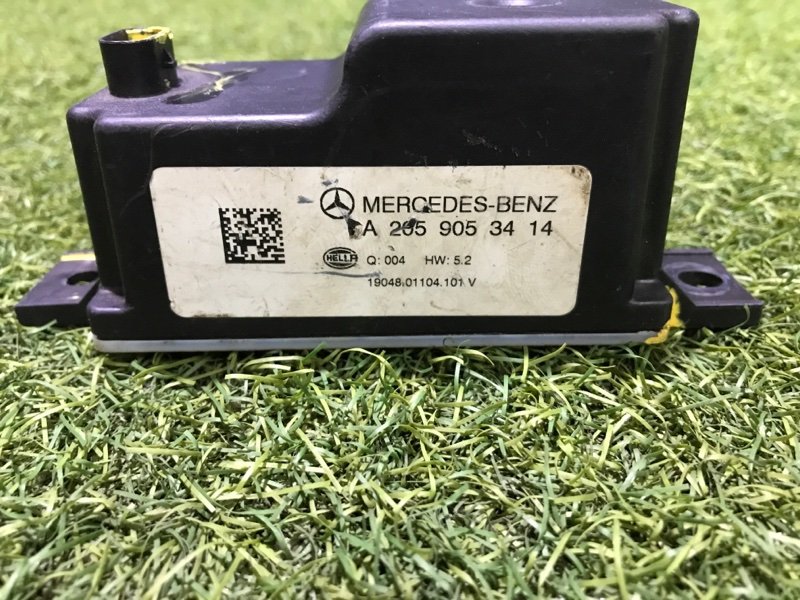 MERCEDES-BENZ
A 205 905 34 14
HELLA Q: 004 HW: 5.2
19048.01104.101 V